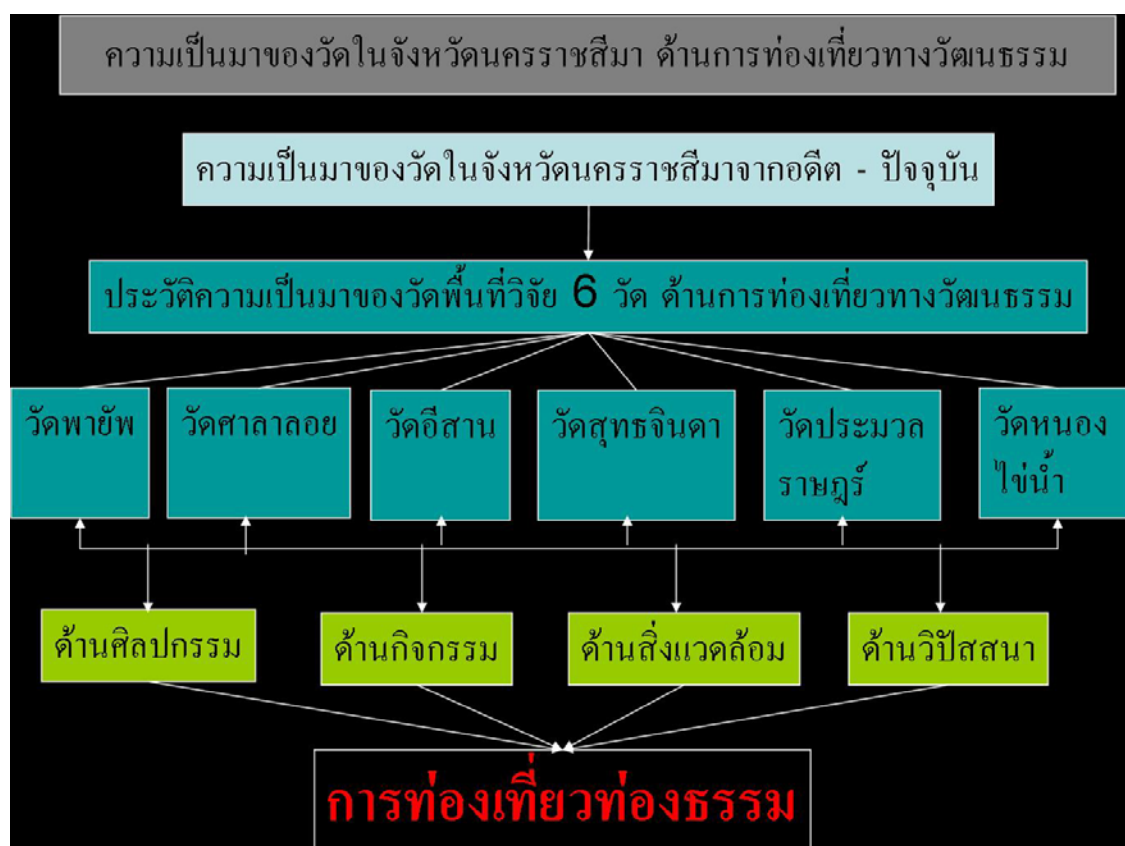 ความเป็นมาของวัดในจังหวัดนครราชสีมา ด้านการท่องเที่ยวทางวัฒนธรรม
ความเป็นมาของวัดในจังหวัดนครราชสีมาจากอดีต - ปัจจุบัน
ประวัติความเป็นมาของวัดพื้นที่วิจัย 6 วัด ด้านการท่องเที่ยวทางวัฒนธรรม
วัดพายัพ
วัดศาลาลอย
วัดอีสาน
วัดสุทธจินดา
วัดประมวล
ราษฎร์
วัดหนอง
ไข่น้ำ
ด้านศิลปกรรม
ด้านกิจกรรม
ด้านสิ่งแวดล้อม
ด้านวิปัสสนา
การท่องเที่ยวท่องธรรม